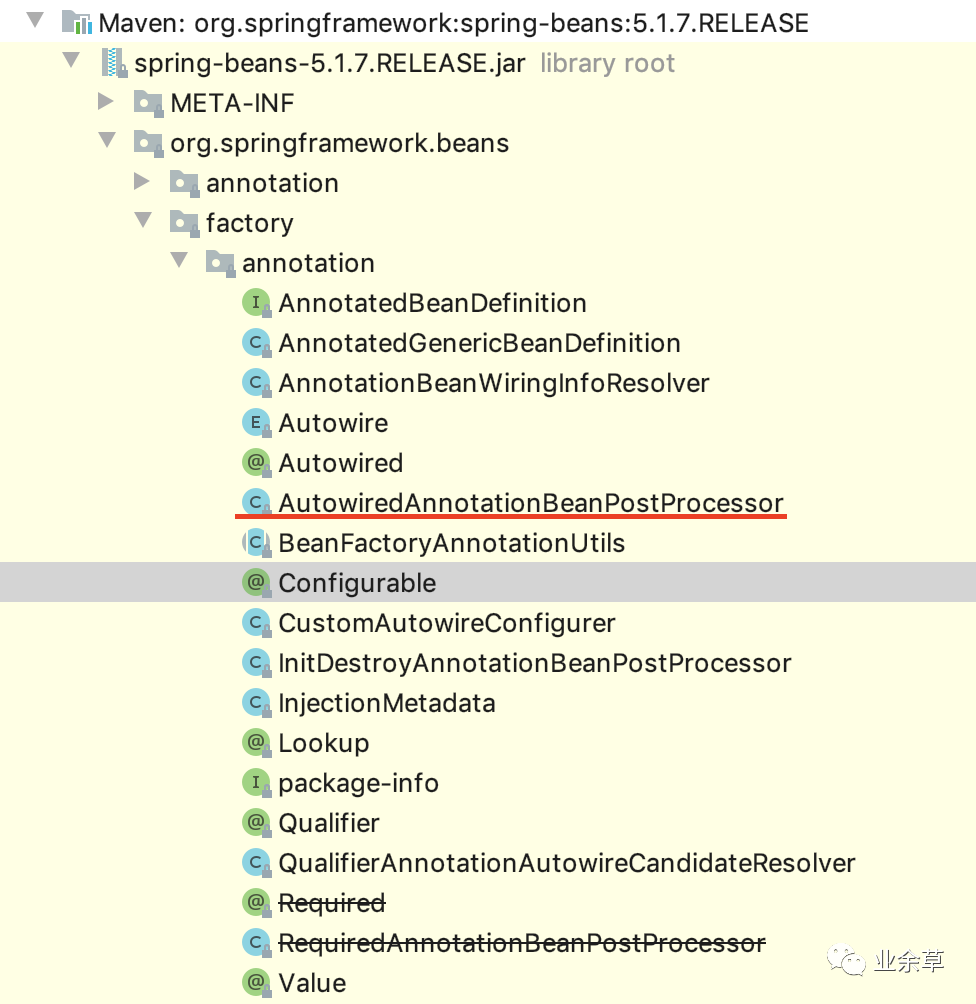 Maven: org.springframework:spring-beans:5.1.7.RELEASE
spring-beans-5.1.7.RELEASE.jar library root
META-INF
org.springframework.beans
annotation
factory
annotation
I AnnotatedBeanDefinition
C AnnotatedGenericBeanDefinition
C AnnotationBeanWiringInfoResolver
E Autowire
@ Autowired
C AutowiredAnnotationBeanPostProcessor
C BeanFactoryAnnotationUtils
@ Configurable
C CustomAutowireConfigurer
C InitDestroyAnnotationBeanPostProcessor
C InjectionMetadata
@ Lookup
I package-info
@ Qualifier
C QualifierAnnotationAutowireCandidateResolver
@ Required
C RequiredAnnotationBeanPostProcessor
@ Value
业余草